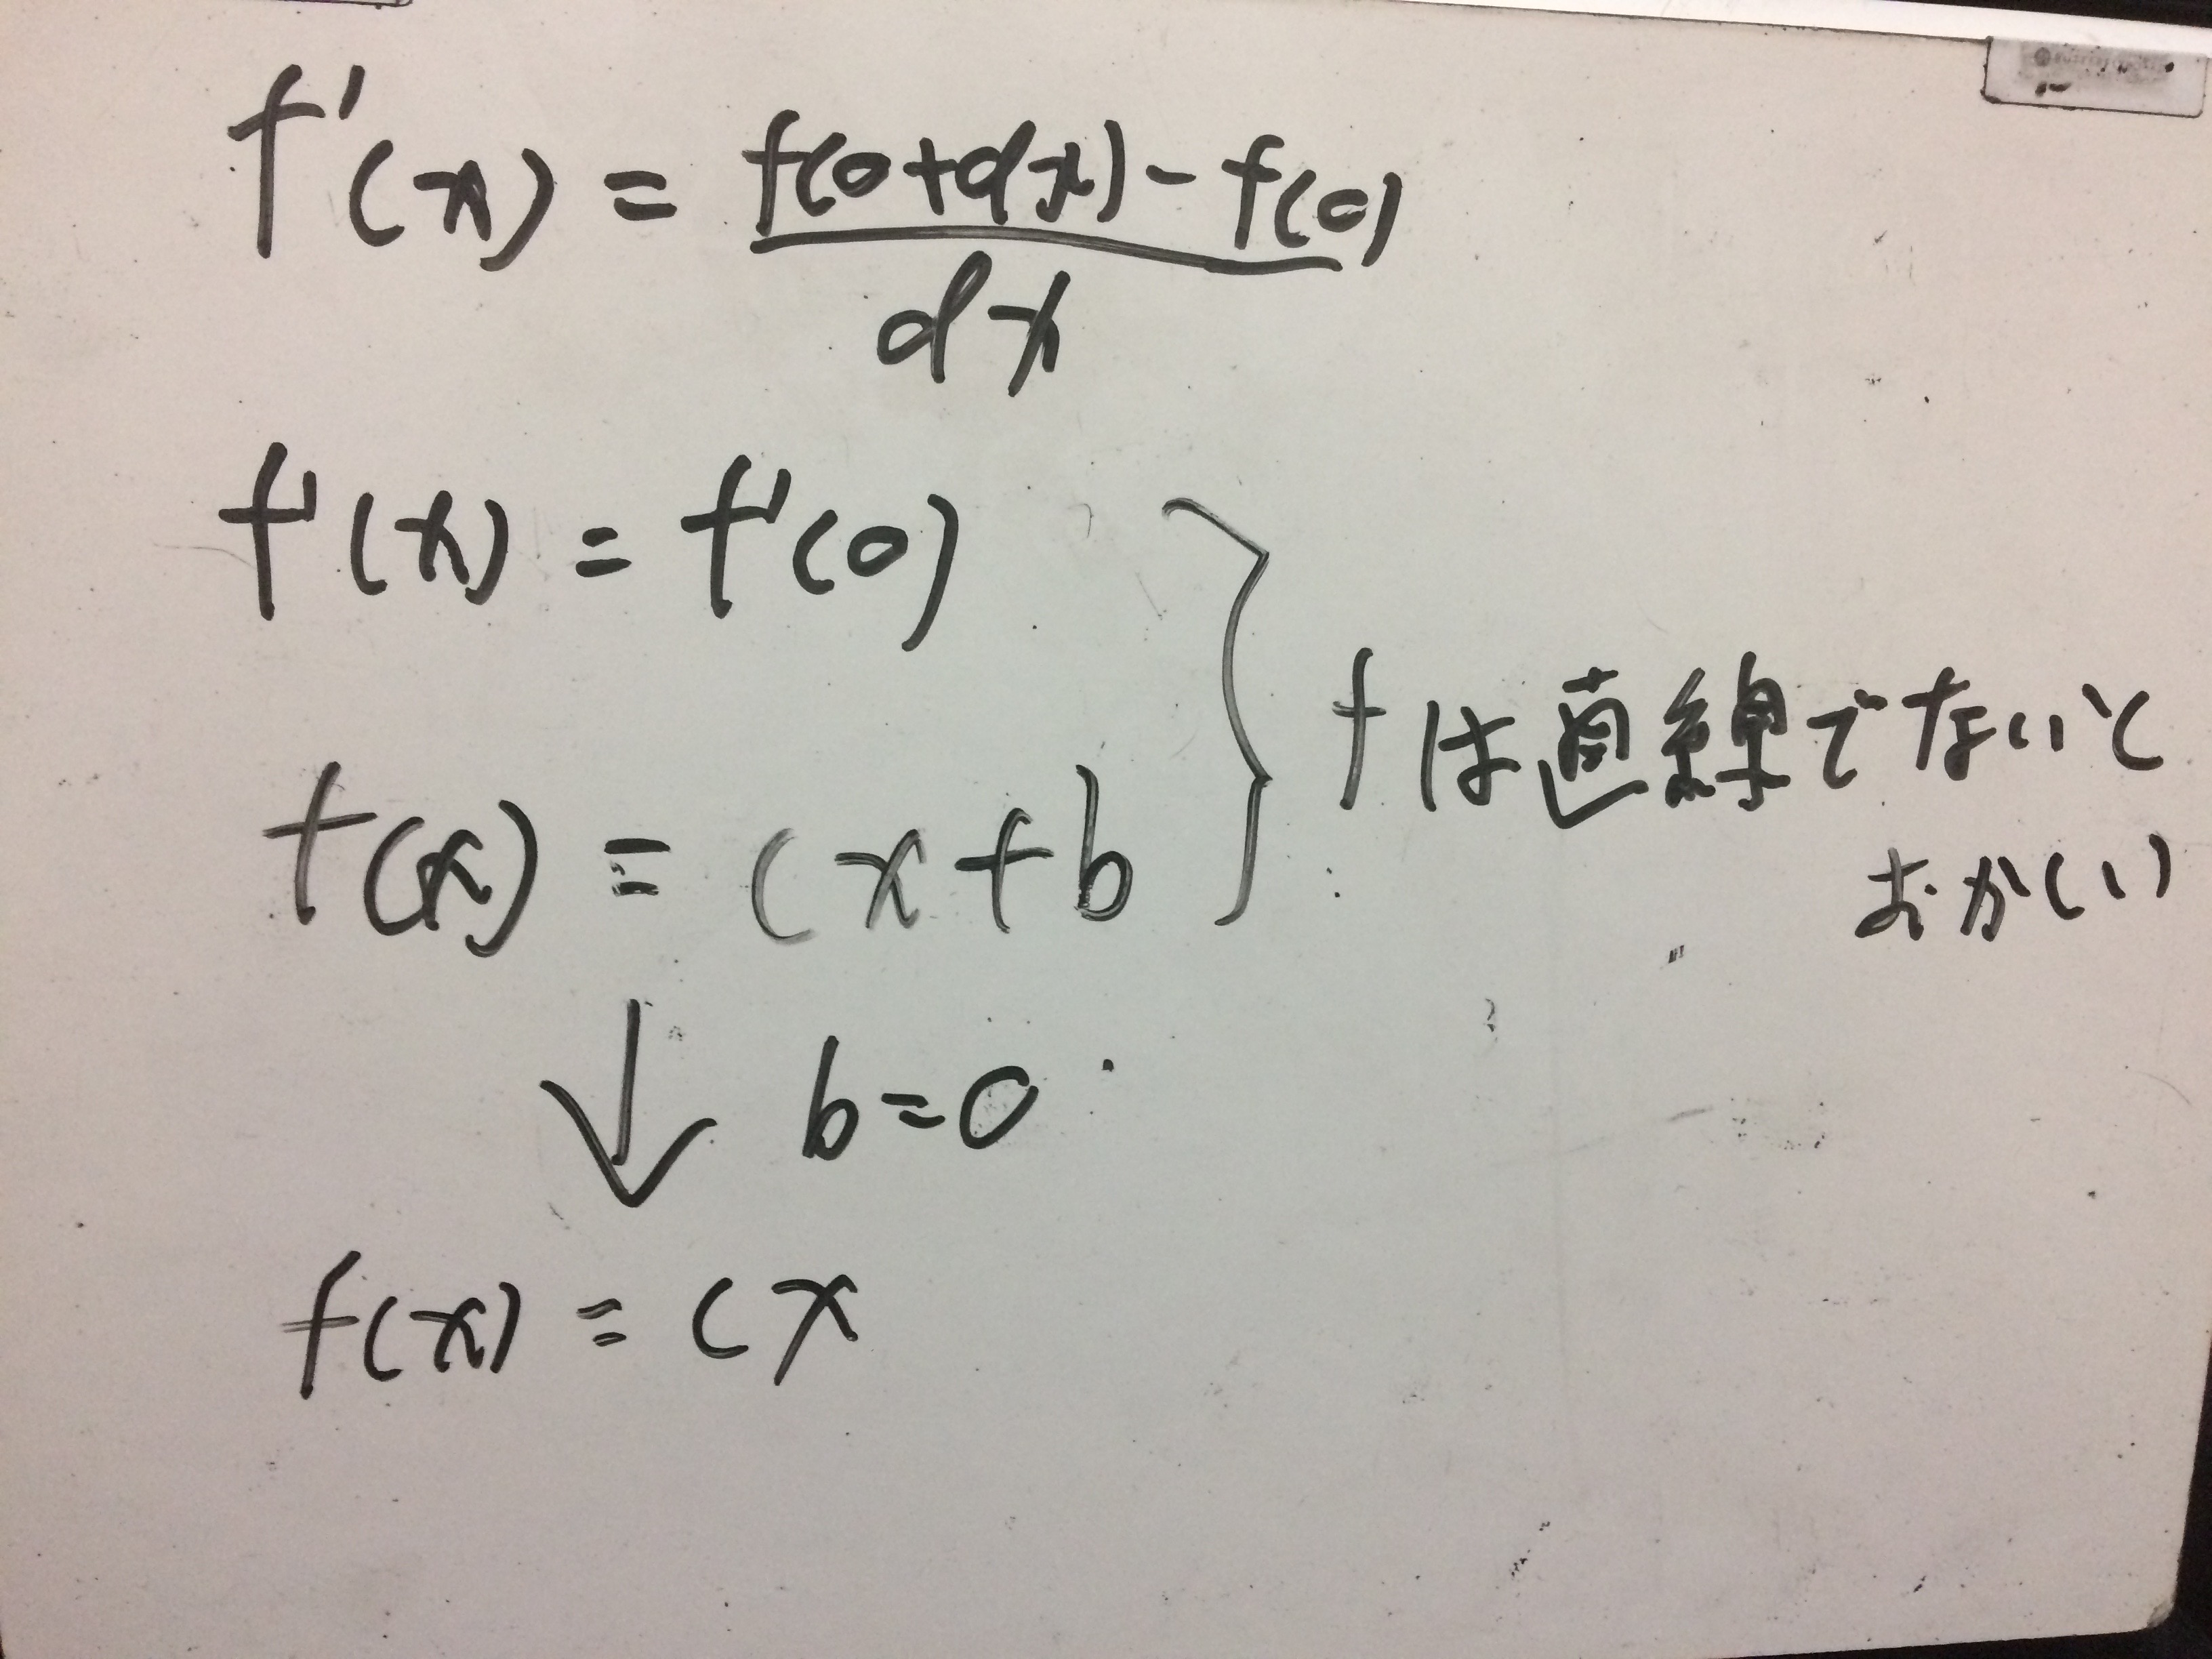 f'(x) = f(0+dx) - f(0)
dx
f'(x) = f'(0)
f(x) = cx+b
fは直線でないと
おかしい
b=0
f(x) = cx